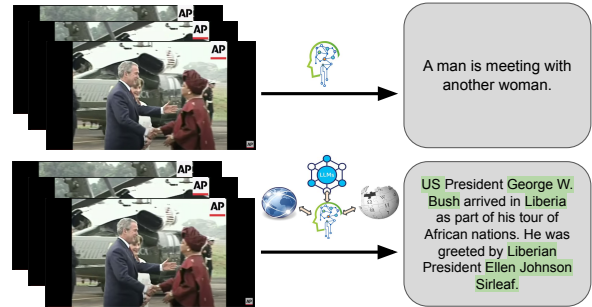 AP
AP
AP
A man is meeting with
another woman.
LLMs
AP
AP
AP
US President George W.
Bush arrived in Liberia
as part of his tour of
African nations. He was
greeted by Liberian
President Ellen Johnson
Sirleaf.